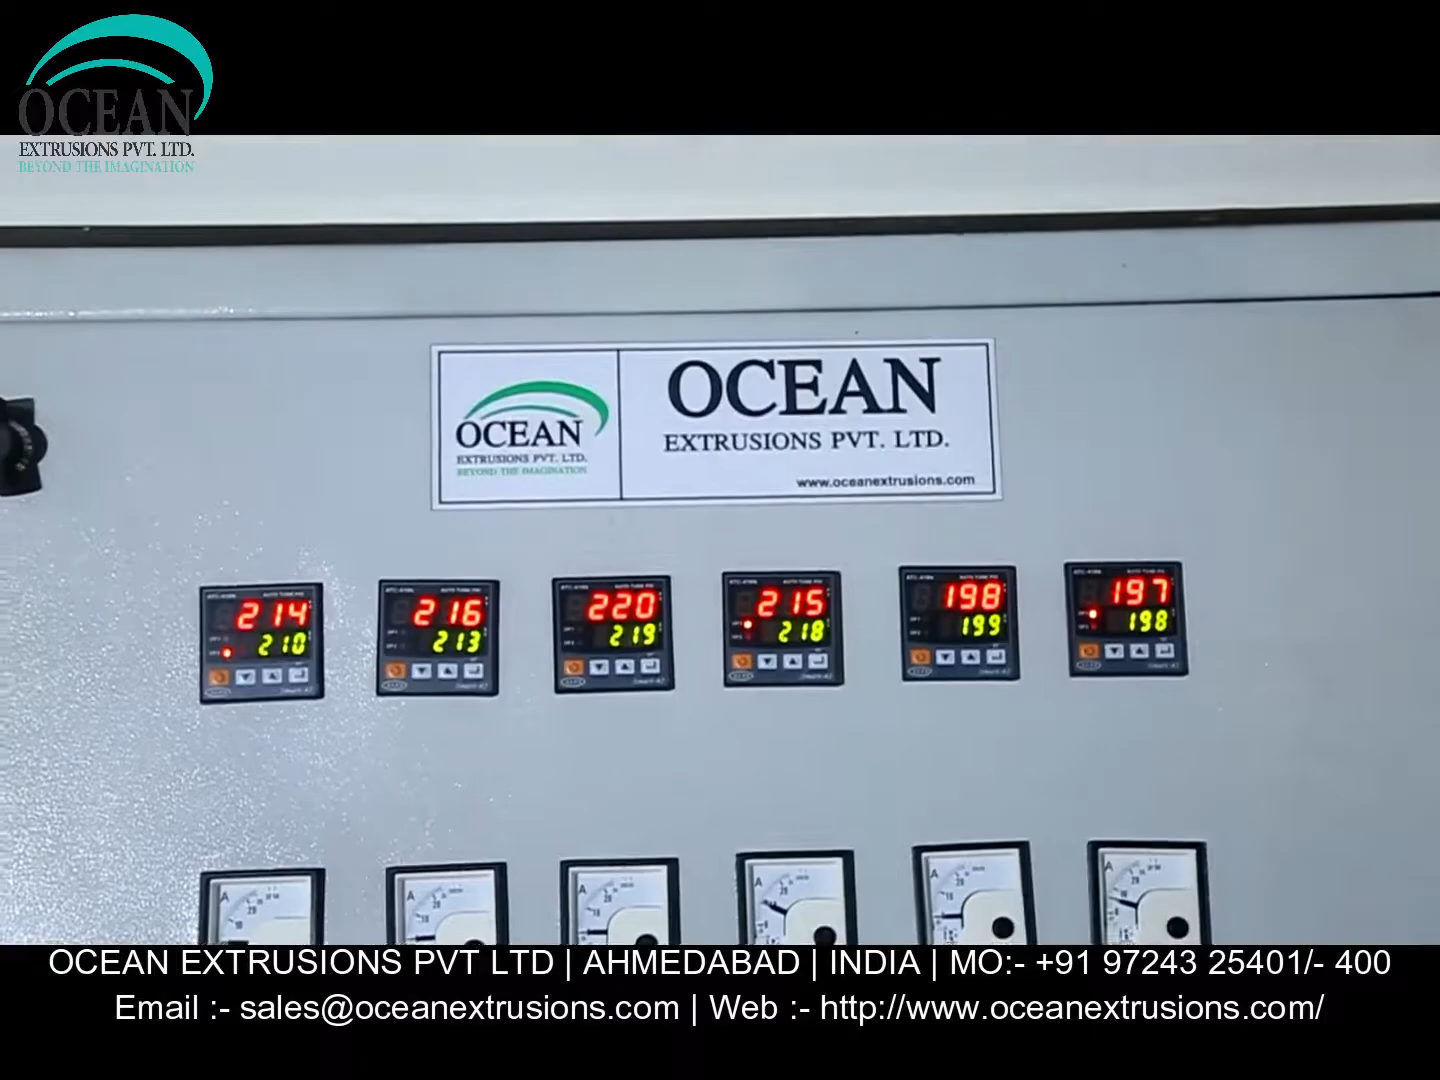 OCEAN
EXTRUSIONS PVT. LTD.
BEYOND THE IMAGINATION
OCEAN
EXTRUSIONS PVT. LTD.
BEYOND THE IMAGINATION
OCEAN
EXTRUSIONS PVT. LTD.
www.oceanextrusions.com
214 216 220 215 198 197
210 213 219 218 199 198
A A A A A A
OCEAN EXTRUSIONS PVT LTD | AHMEDABAD | INDIA | MO:- +91 97243 25401/- 400
Email :- sales@oceanextrusions.com | Web :- http://www.oceanextrusions.com/